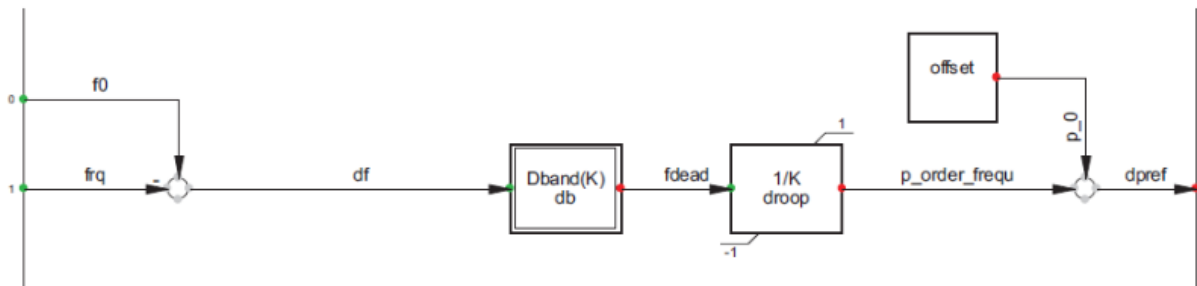 f0
0
frq
1
-
df
Dband(K)
db
fdead
1
1/K
droop
-1
offset
p_0
p_order_frequ
dpref